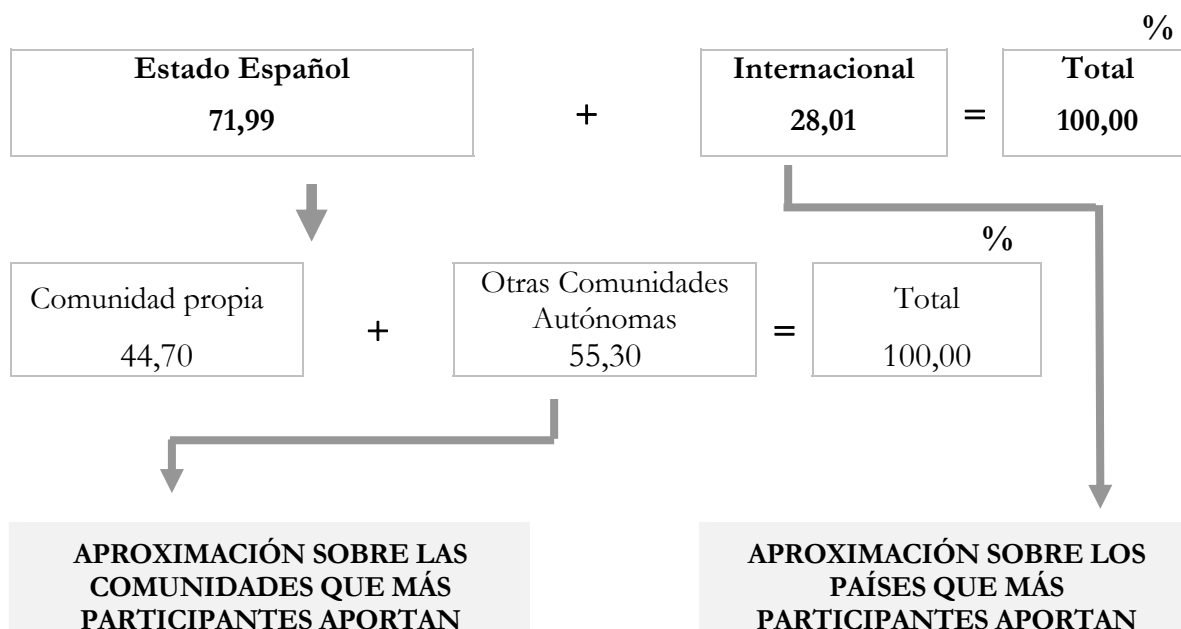 %
Estado Español
71,99
+
Internacional
28,01
=
Total
100,00
%
Comunidad propia
44,70
+
Otras Comunidades
Autónomas
55,30
=
Total
100,00
APROXIMACIÓN SOBRE LAS
COMUNIDADES QUE MÁS
PARTICIPANTES APORTAN
APROXIMACIÓN SOBRE LOS
PAÍSES QUE MÁS
PARTICIPANTES APORTAN